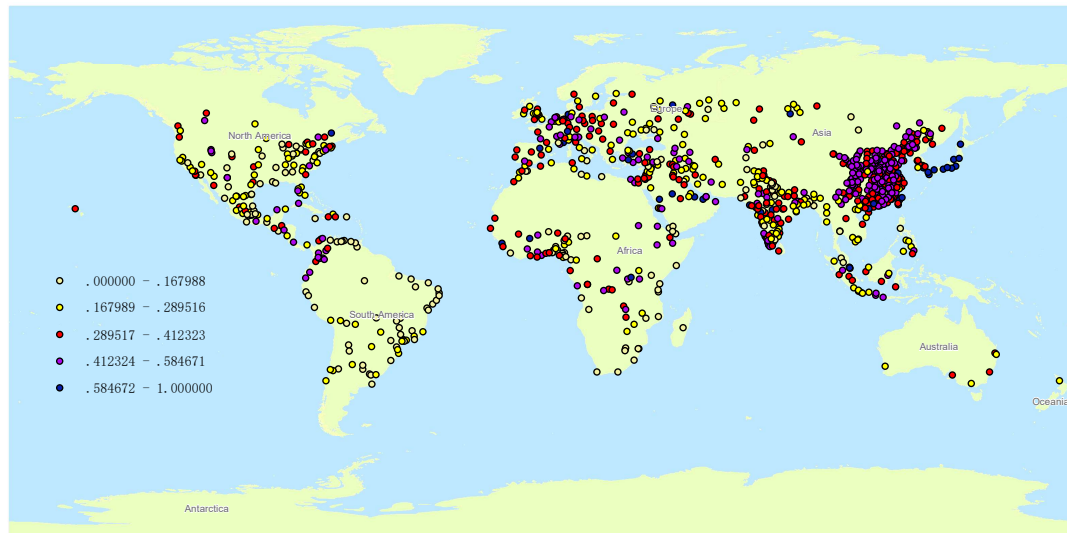 Europe
North America
Asia
Africa
.000000 - .167988
.167989 - .289516
South America
.289517 - .412323
Australia
.412324 - .584671
.584672 - 1.000000
Oceania
Antarctica